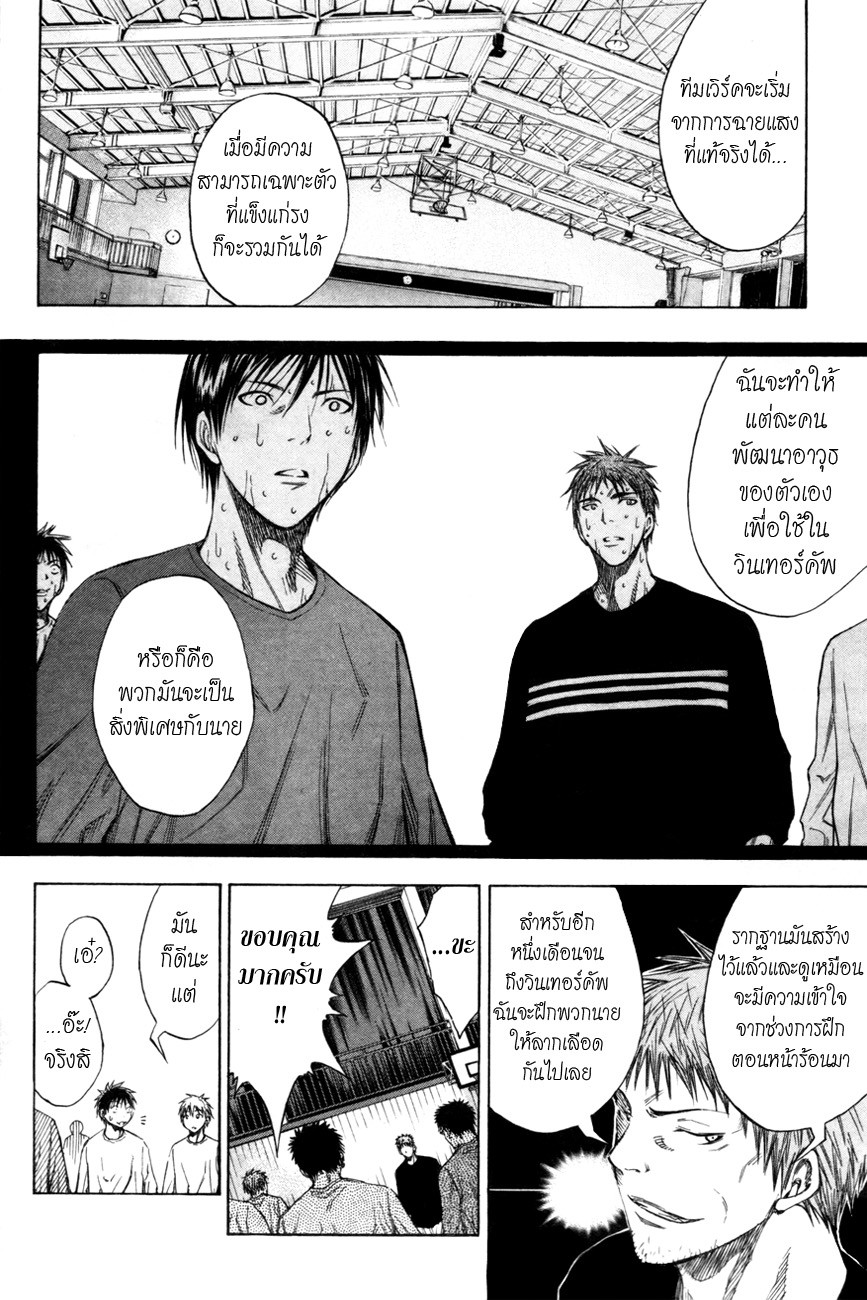 ทีมเวิร์คจะเริ่ม
จากการฉายแสง
ที่แท้จริงได้...
เมื่อมีความ
สามารถเฉพาะตัว
ที่แข็งแก่รง
ก็จะรวมกันได้
ฉันจะทำให้
แต่ละคน
พัฒนาอาวุธ
ของตัวเอง
เพื่อใช้ใน
วินเทอร์คัพ
หรือก็คือ
พวกมันจะเป็น
สิ่งพิเศษกับนาย
รากฐานมันสร้าง
ไว้แล้วและดูเหมือน
จะมีความเข้าใจ
จากช่วงการฝึก
ตอนหน้าร้อนมา
สำหรับอีก
หนึ่งเดือนจน
ถึงวินเทอร์คัพ
ฉันจะฝึกพวกนาย
ให้ลากเลือด
กันไปเลย
...ขะ
ขอบคุณ
มากครับ
!!
มัน
ก็ดีนะ
แต่
เอ๋?
...อ๊ะ!
จริงสิ